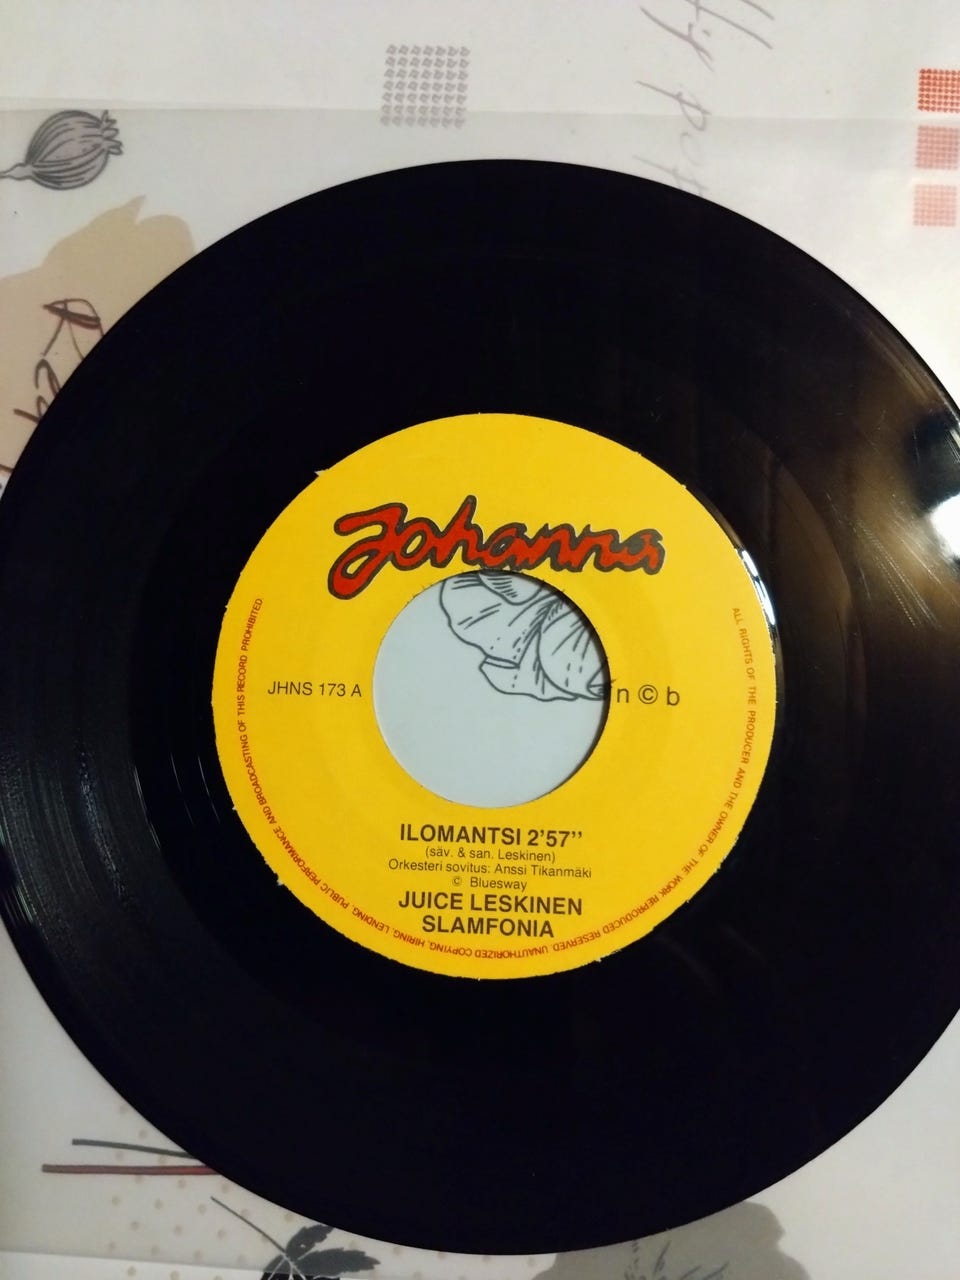 Johanna
JHNS 173 A
n © b
ILOMANTSI 2'57''
(säv. & san. Leskinen)
Orkesteri sovitus: Anssi Tikanmäki
© Bluesway
JUICE LESKINEN
SLAMFONIA
ALL RIGHTS OF THE PRODUCER AND THE OWNER OF THE WORK REPRODUCED RESERVED. UNAUTHORIZED COPYING, HIRING, LENDING, PUBLIC PERFORMANCE AND BROADCASTING OF THIS RECORD PROHIBITED.